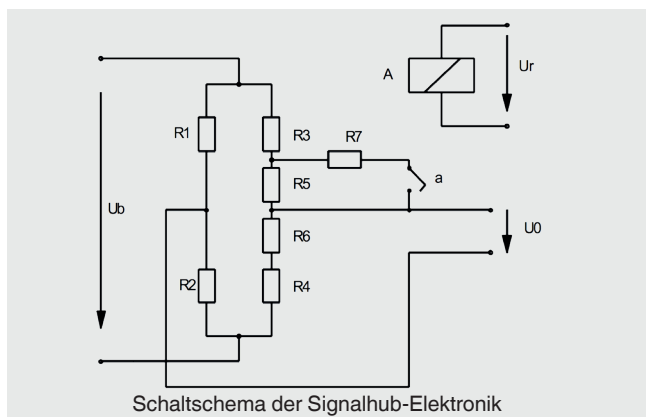 A
Ur
R1
R3
R7
R5
a
Ub
U0
R6
R2
R4
Schaltschema der Signalhub-Elektronik